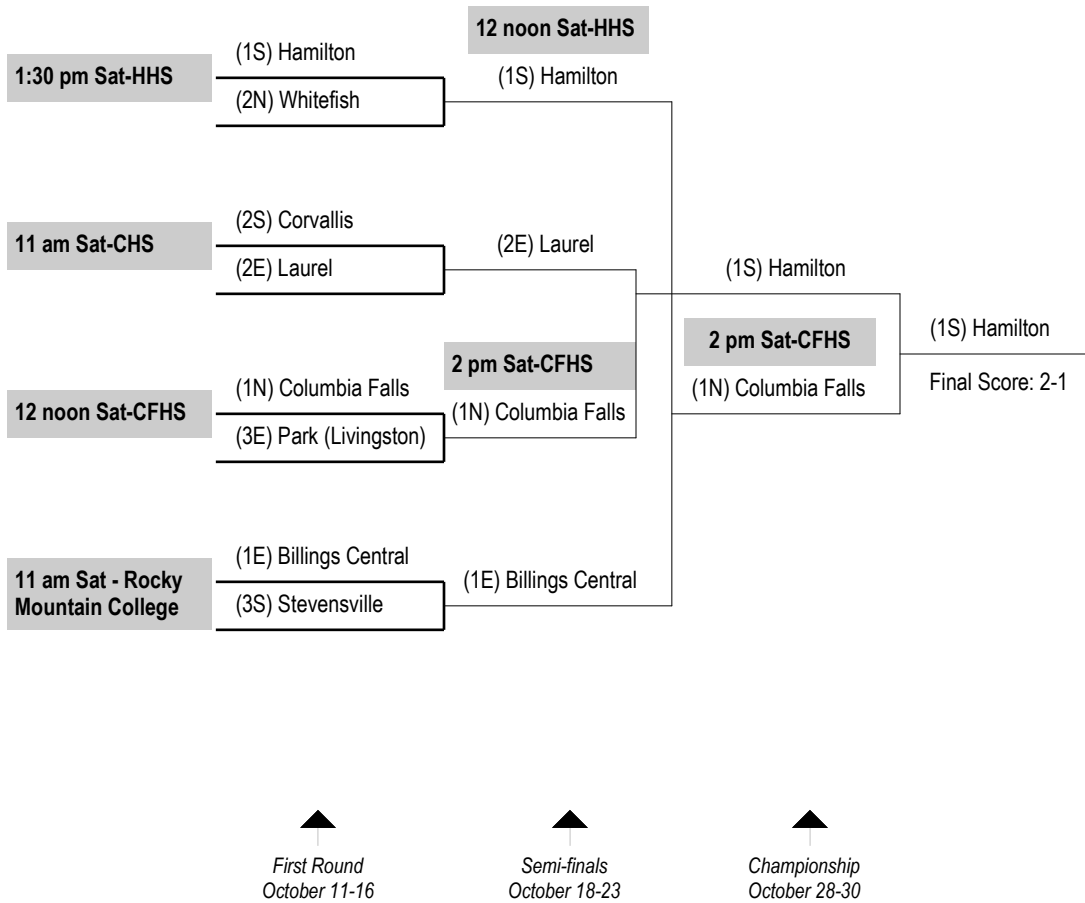 12 noon Sat-HHS
1:30 pm Sat-HHS
(1S) Hamilton
(2N) Whitefish
(1S) Hamilton
11 am Sat-CHS
(2S) Corvallis
(2E) Laurel
(2E) Laurel
(1S) Hamilton
2 pm Sat-CFHS
2 pm Sat-CFHS
(1S) Hamilton
Final Score: 2-1
12 noon Sat-CFHS
(1N) Columbia Falls
(3E) Park (Livingston)
(1N) Columbia Falls
(1N) Columbia Falls
11 am Sat - Rocky
Mountain College
(1E) Billings Central
(3S) Stevensville
(1E) Billings Central
First Round
October 11-16
Semi-finals
October 18-23
Championship
October 28-30